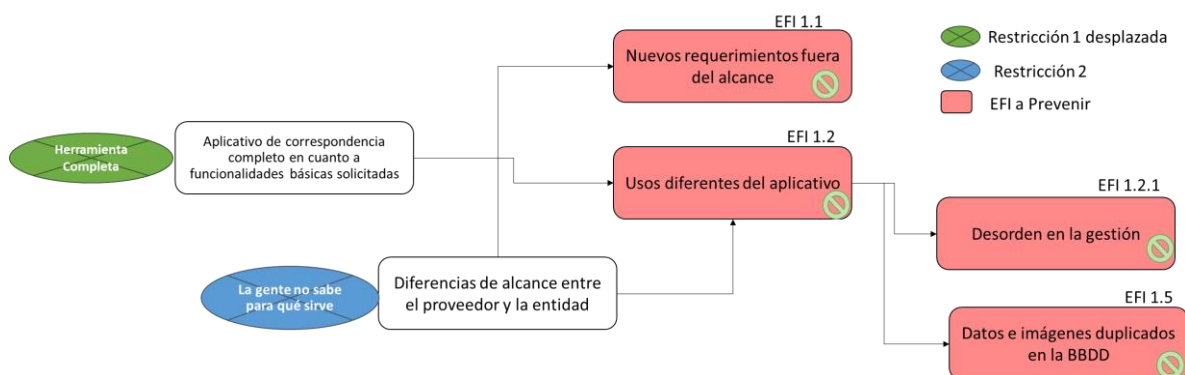 EFI 1.1
Nuevos requerimientos fuera
del alcance
Restricción 1 desplazada
Restricción 2
EFI a Prevenir
Herramienta
Completa
Aplicativo de correspondencia
completo en cuanto a
funcionalidades básicas solicitadas
EFI 1.2
Usos diferentes del aplicativo
EFI 1.2.1
Desorden en la gestión
La gente no sabe
para qué sirve
Diferencias de alcance entre
el proveedor y la entidad
EFI 1.5
Datos e imágenes duplicados
en la BBDD